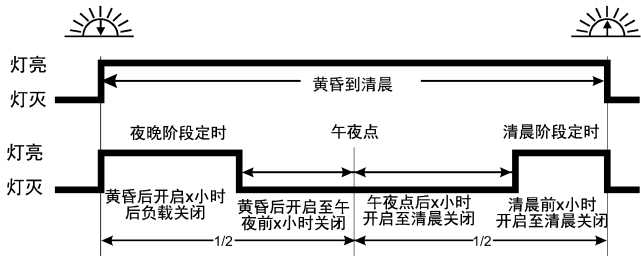 灯亮
黄昏到清晨
灯灭
夜晚阶段定时
午夜点
清晨阶段定时
灯亮
灯灭
黄昏后开启x小时
后负载关闭
黄昏后开启至午
夜前x小时关闭
午夜点后x小时
开启至清晨关闭
清晨前x小时
开启至清晨关闭
1/2
1/2